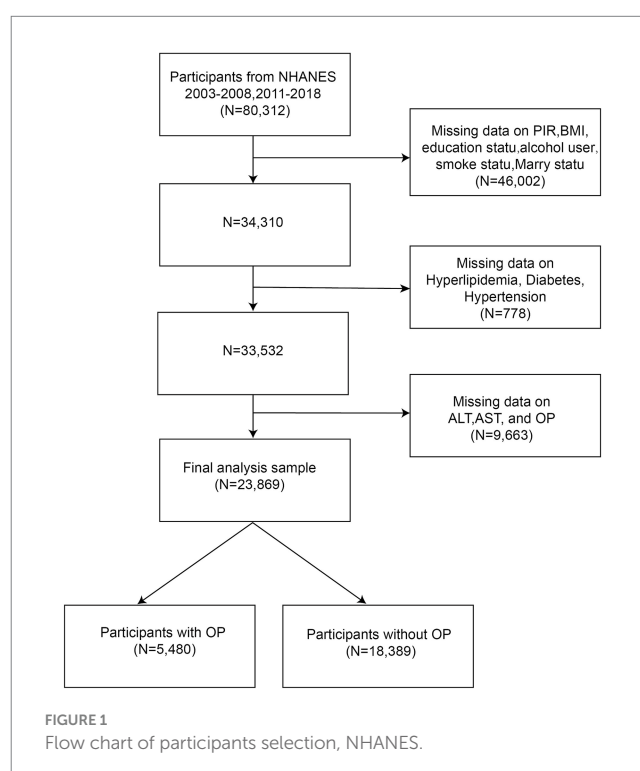 Participants from NHANES
2003-2008,2011-2018
(N=80,312)
Missing data on PIR,BMI,
education statu,alcohol user,
smoke statu,Marry statu
(N=46,002)
N=34,310
Missing data on
Hyperlipidemia, Diabetes,
Hypertension
(N=778)
N=33,532
Missing data on
ALT,AST, and OP
(N=9,663)
Final analysis sample
(N=23,869)
Participants with OP
(N=5,480)
Participants without OP
(N=18,389)
FIGURE 1
Flow chart of participants selection, NHANES.